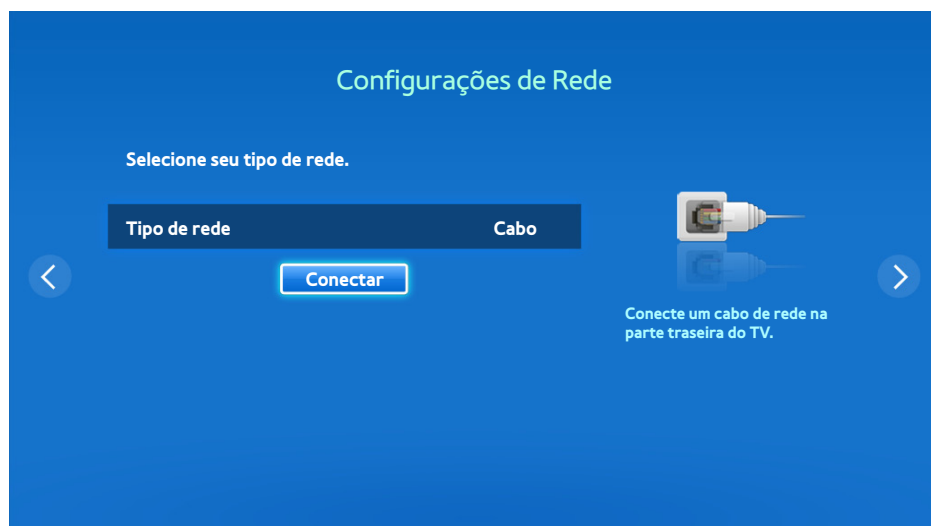 Configurações de Rede
Selecione seu tipo de rede.
Tipo de rede Cabo
Conectar
Conecte um cabo de rede na
parte traseira do TV.